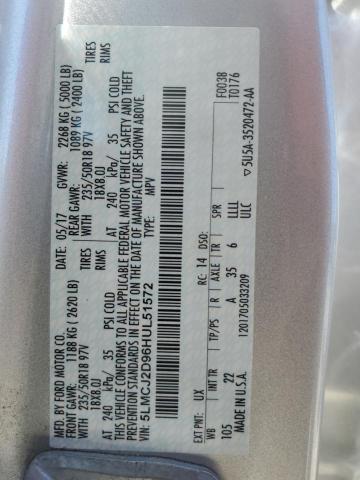 MFD. BY FORD MOTOR CO.
DATE: 05/17 GVWR: 2268 KG (5000 LB)
FRONT GAWR: 1188 KG (2620 LB) REAR GAWR: 1089 KG (2400 LB)
WITH 235/50R18 97V TIRES WITH 235/50R18 97V TIRES
18X8.0J RIMS 18X8.0J RIMS
AT 240 kPa/ 35 PSI COLD AT 240 kPa/ 35 PSI COLD
THIS VEHICLE CONFORMS TO ALL APPLICABLE FEDERAL MOTOR VEHICLE SAFETY AND THEFT PREVENTION
STANDARDS IN EFFECT ON THE DATE OF MANUFACTURE SHOWN ABOVE.
VIN: 5LMCJ2D96HUL51572
TYPE: MPV
F0038
T0176
EXT PNT: UX RC: 14 DSO:
WB INT TR TP/PS R AXLE TR SPR
105 22 A 35 6 LLLL
ULC
MADE IN U.S.A. 1201705033209
▽5U5A-3520472-AA